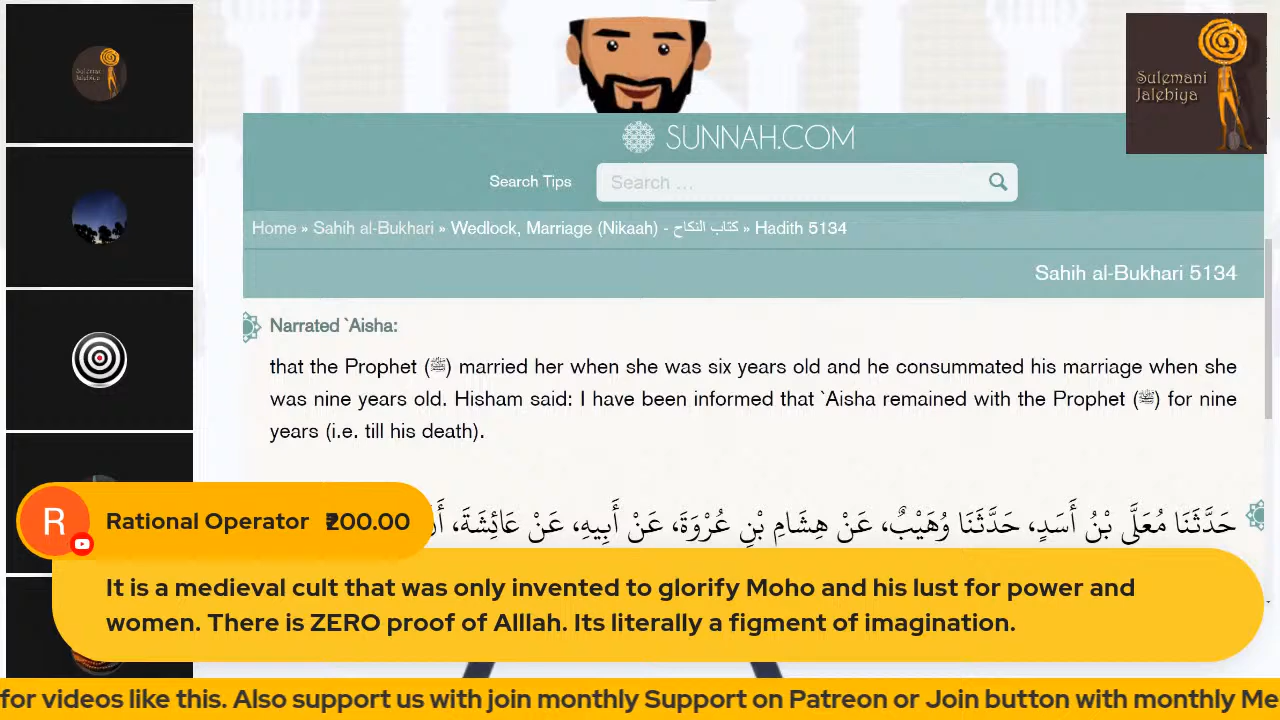 Sulemani
Jalebiya
Sulemani
Jalebiya
SUNNAH.COM
Search Tips
Search ...
Home » Sahih al-Bukhari » Wedlock, Marriage (Nikaah) - كتاب النكاح » Hadith 5134
Sahih al-Bukhari 5134
Narrated `Aisha:
that the Prophet (ﷺ) married her when she was six years old and he consummated his marriage when she
was nine years old. Hisham said: I have been informed that `Aisha remained with the Prophet (ﷺ) for nine
years (i.e. till his death).
حَدَّثَنَا مُعَلَّى بْنُ أَسَدٍ، حَدَّثَنَا وُهَيْبٌ، عَنْ هِشَامِ بْنِ عُرْوَةَ، عَنْ أَبِيهِ، عَنْ عَائِشَةَ،
R
Rational Operator ₹200.00
It is a medieval cult that was only invented to glorify Moho and his lust for power and
women. There is ZERO proof of Alllah. Its literally a figment of imagination.
for videos like this. Also support us with join monthly Support on Patreon or Join button with monthly Me